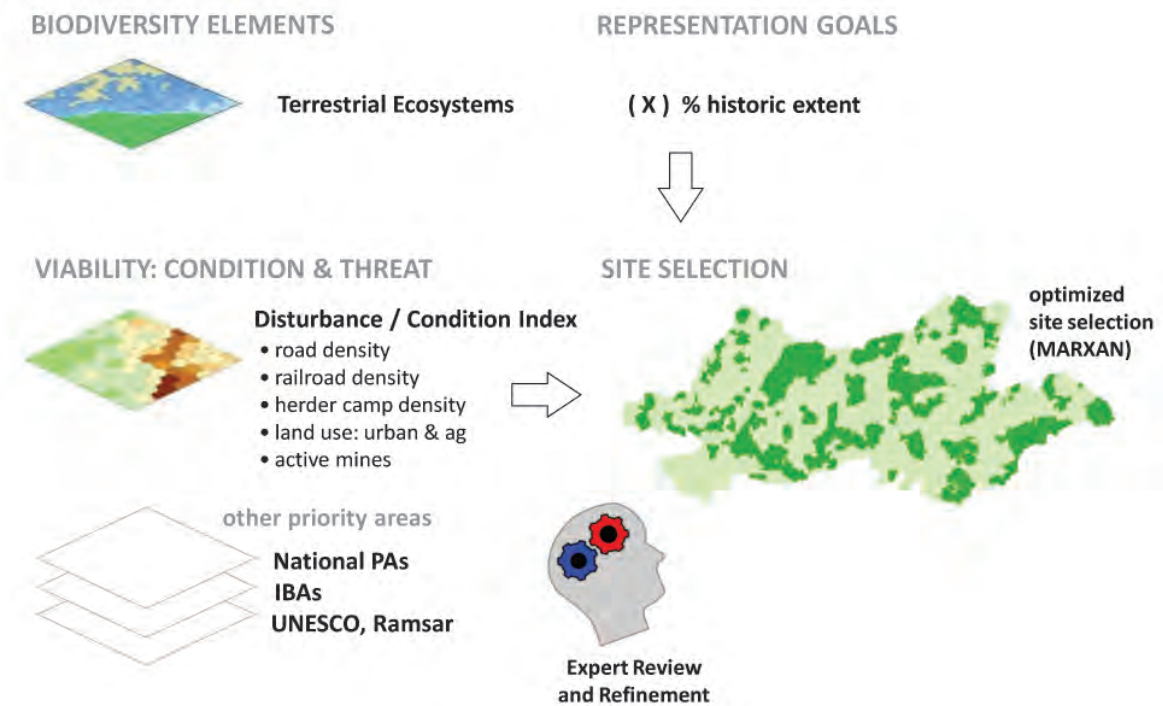 BIODIVERSITY ELEMENTS
REPRESENTATION GOALS
Terrestrial Ecosystems
( X ) % historic extent
VIABILITY: CONDITION & THREAT
SITE SELECTION
Disturbance / Condition Index
• road density
• railroad density
• herder camp density
• land use: urban & ag
• active mines
optimized
site selection
(MARXAN)
other priority areas
National PAs
IBAs
UNESCO, Ramsar
Expert Review
and Refinement